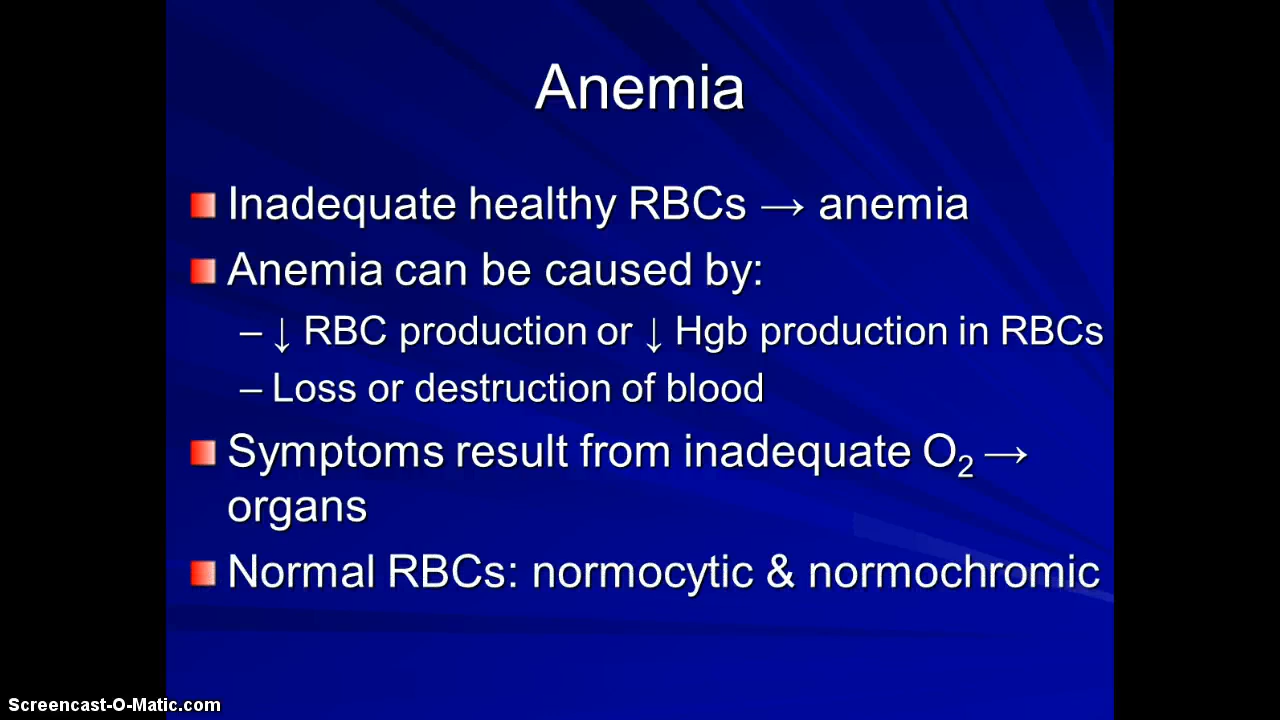 Anemia
Inadequate healthy RBCs → anemia
Anemia can be caused by:
– ↓ RBC production or ↓ Hgb production in RBCs
– Loss or destruction of blood
Symptoms result from inadequate O₂ →
organs
Normal RBCs: normocytic & normochromic
Screencast-O-Matic.com